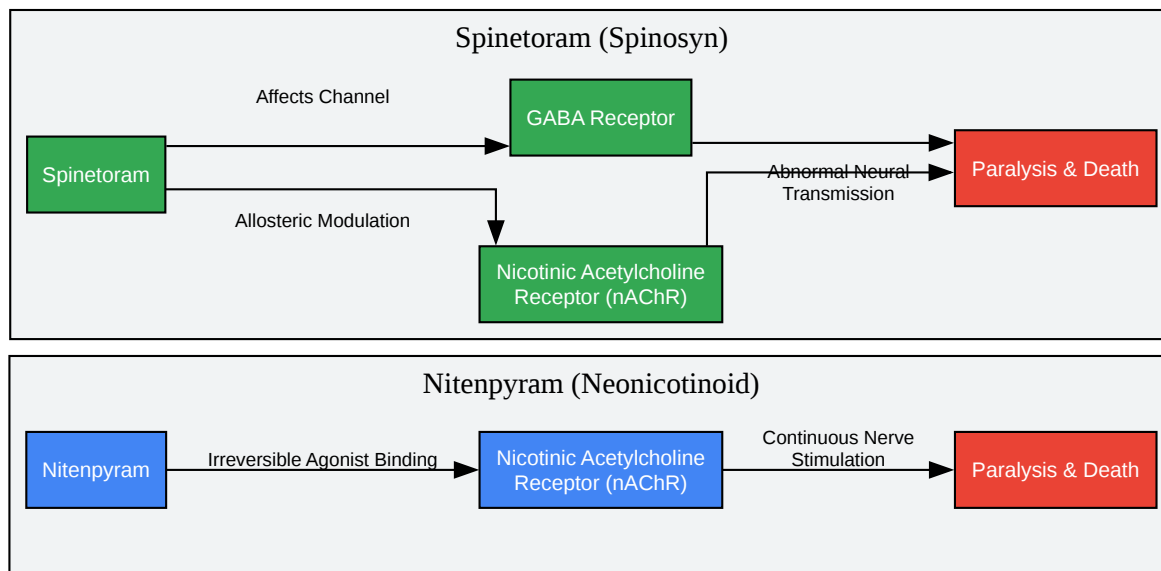 Spinetoram (Spinosyn)
Affects Channel
GABA Receptor
Spinetoram
Paralysis & Death
Abnormal Neural
Transmission
Allosteric Modulation
Nicotinic Acetylcholine
Receptor (nAChR)
Nitenpyram (Neonicotinoid)
Nitenpyram
Irreversible Agonist Binding
Nicotinic Acetylcholine
Receptor (nAChR)
Continuous Nerve
Stimulation
Paralysis & Death